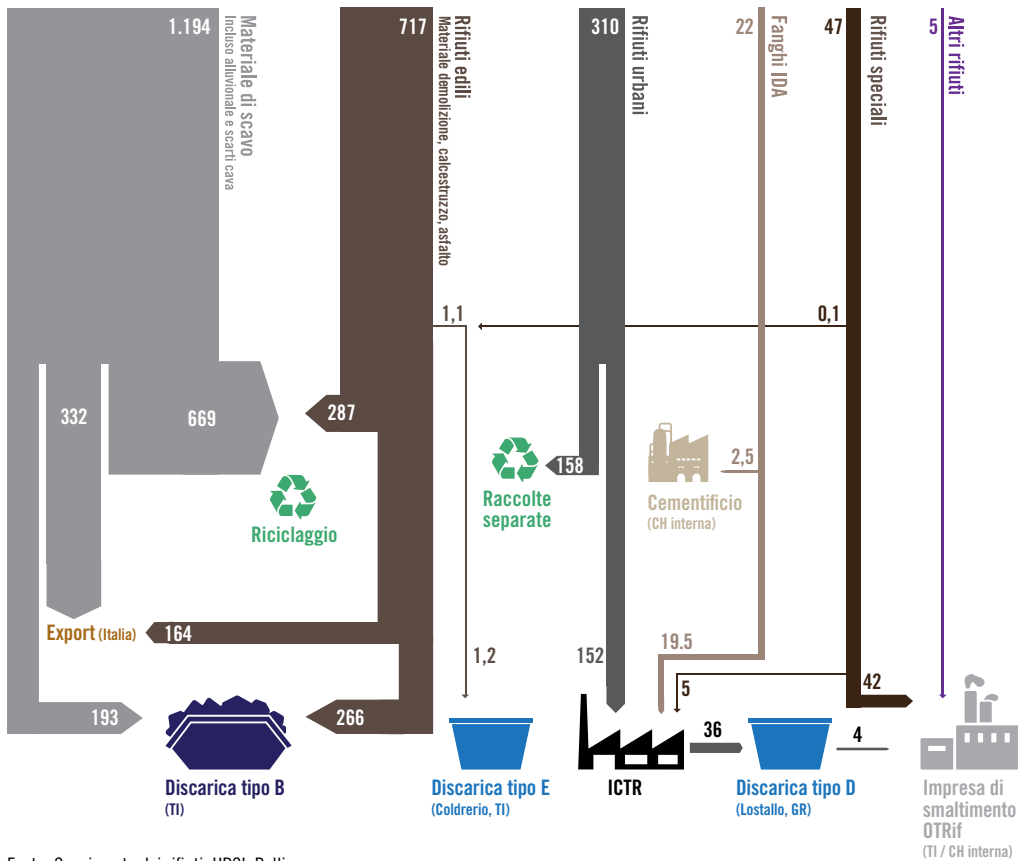 1.194
Materiale di scavo
Incluso alluvionale e scarti cava
717
Rifiuti edili
Materiale demolizione, calcestruzzo, asfalto
310
Rifiuti urbani
22
Fanghi IDA
47
Rifiuti speciali
5
Altri rifiuti
1,1
0,1
332
669
287
158
2,5
Raccolte
separate
Cementificio
(CH interna)
Riciclaggio
Export (Italia)
164
1,2
152
19.5
5
42
193
266
36
4
Discarica tipo B
(TI)
Discarica tipo E
(Coldrerio, TI)
ICTR
Discarica tipo D
(Lostallo, GR)
Impresa di
smaltimento
OTRif
(TI / CH interna)